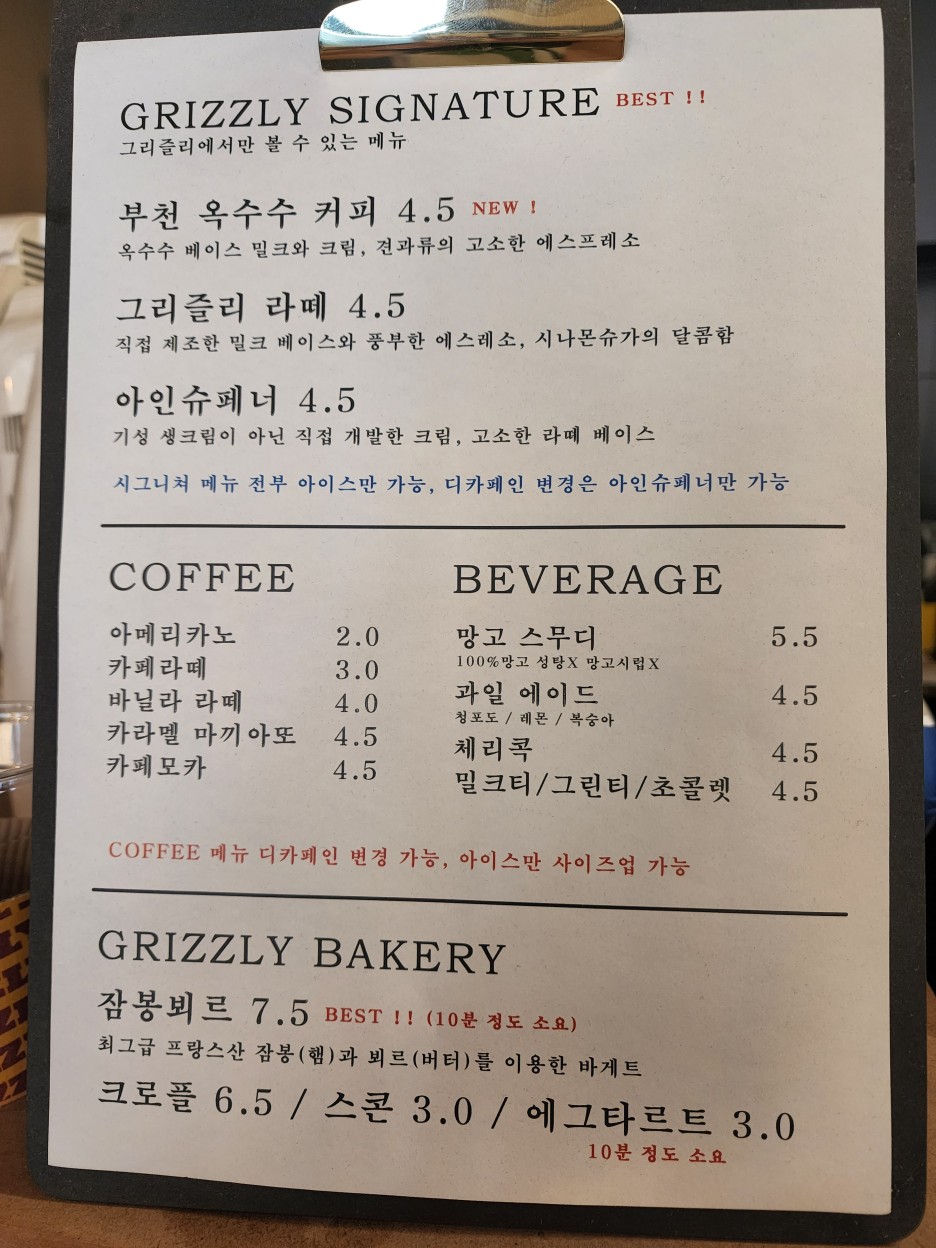 GRIZZLY SIGNATURE BEST !!
그리즐리에서만 볼 수 있는 메뉴
부천 옥수수 커피 4.5 NEW !
옥수수 베이스 밀크와 크림, 견과류의 고소한 에스프레소
그리즐리 라떼 4.5
직접 제조한 밀크 베이스와 풍부한 에스레소, 시나몬슈가의 달콤함
아인슈페너 4.5
기성 생크림이 아닌 직접 개발한 크림, 고소한 라떼 베이스
시그니쳐 메뉴 전부 아이스만 가능, 디카페인 변경은 아인슈페너만 가능
COFFEE
아메리카노 2.0
카페라떼 3.0
바닐라 라떼 4.0
카라멜 마끼아또 4.5
카페모카 4.5
BEVERAGE
망고 스무디 5.5
100%망고 설탕X 망고시럽X
과일 에이드 4.5
청포도 / 레몬 / 복숭아
체리콕 4.5
밀크티/그린티/초콜렛 4.5
COFFEE 메뉴 디카페인 변경 가능, 아이스만 사이즈업 가능
GRIZZLY BAKERY
잠봉뵈르 7.5 BEST !! (10분 정도 소요)
최그급 프랑스산 잠봉(햄)과 뵈르(버터)를 이용한 바게트
크로플 6.5 / 스콘 3.0 / 에그타르트 3.0
10분 정도 소요